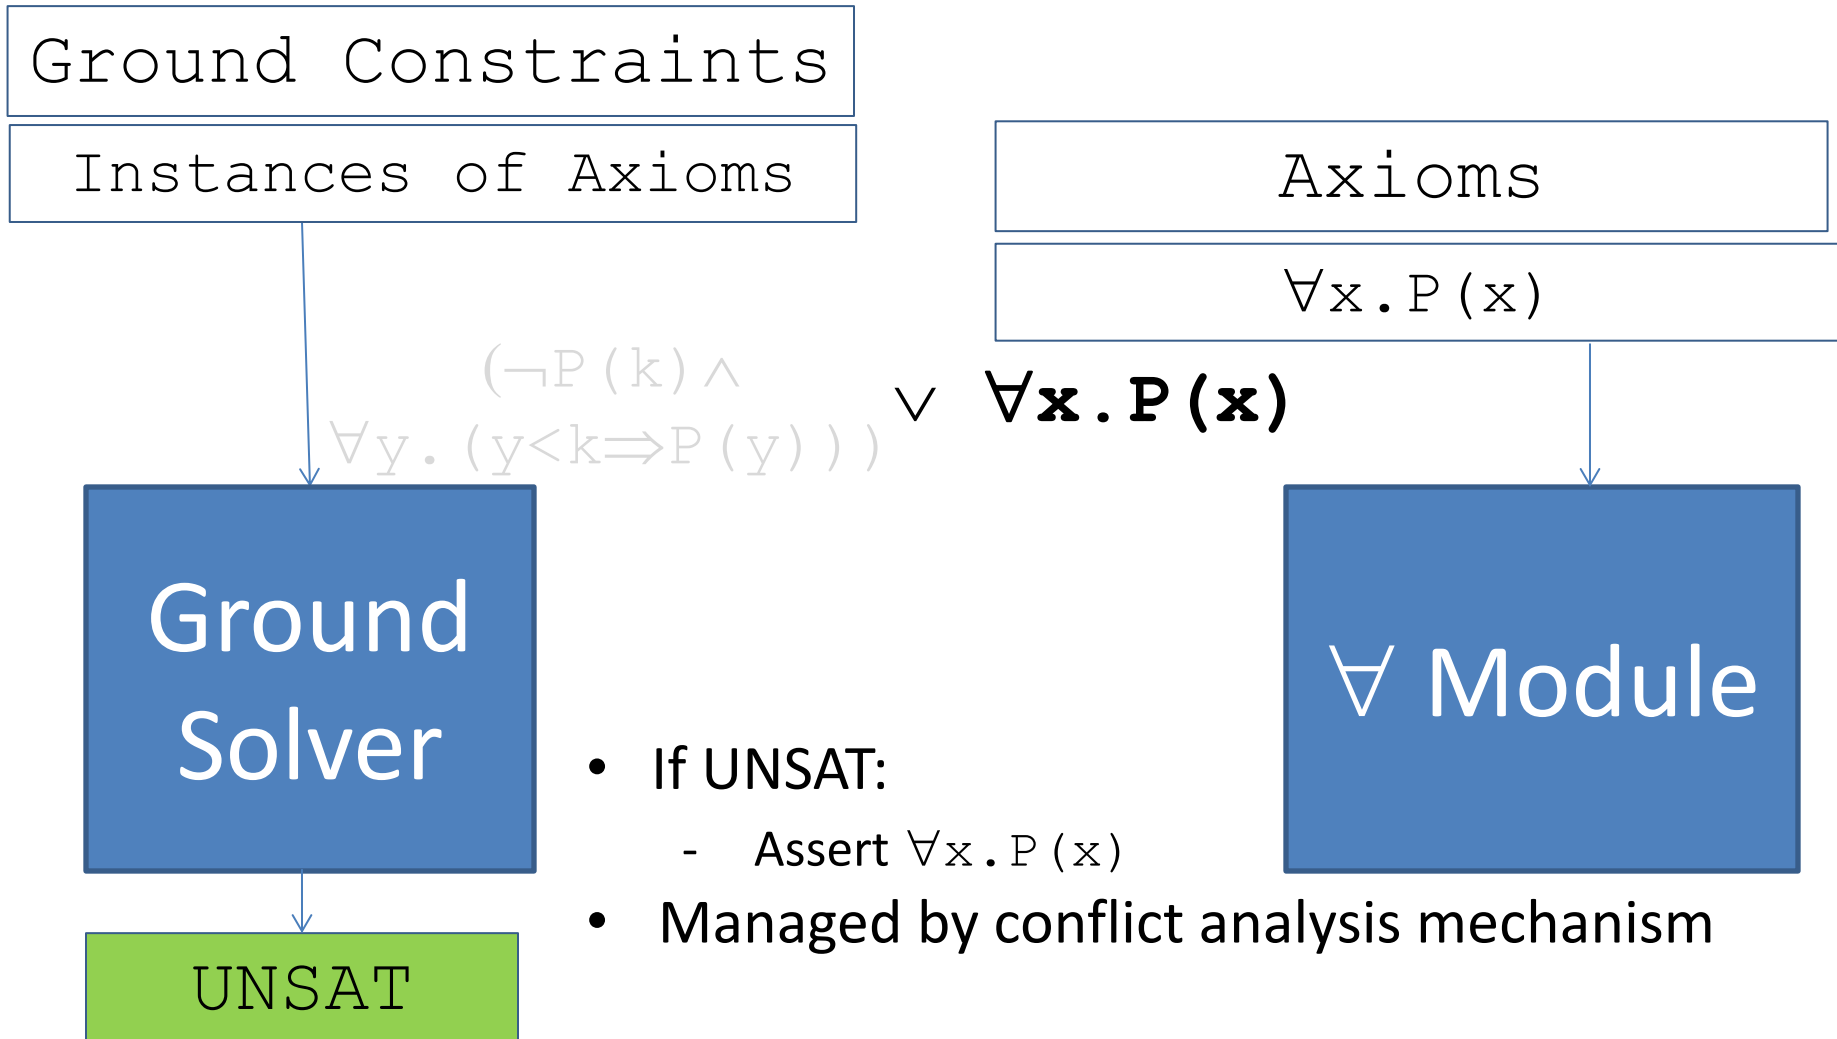 Ground Constraints
Instances of Axioms
Axioms
∀x.P(x)
(¬P(k)∧
∀y.(y<k⇒P(y)))
∨ ∀x.P(x)
Ground
Solver
∀ Module
• If UNSAT:
- Assert ∀x.P(x)
• Managed by conflict analysis mechanism
UNSAT